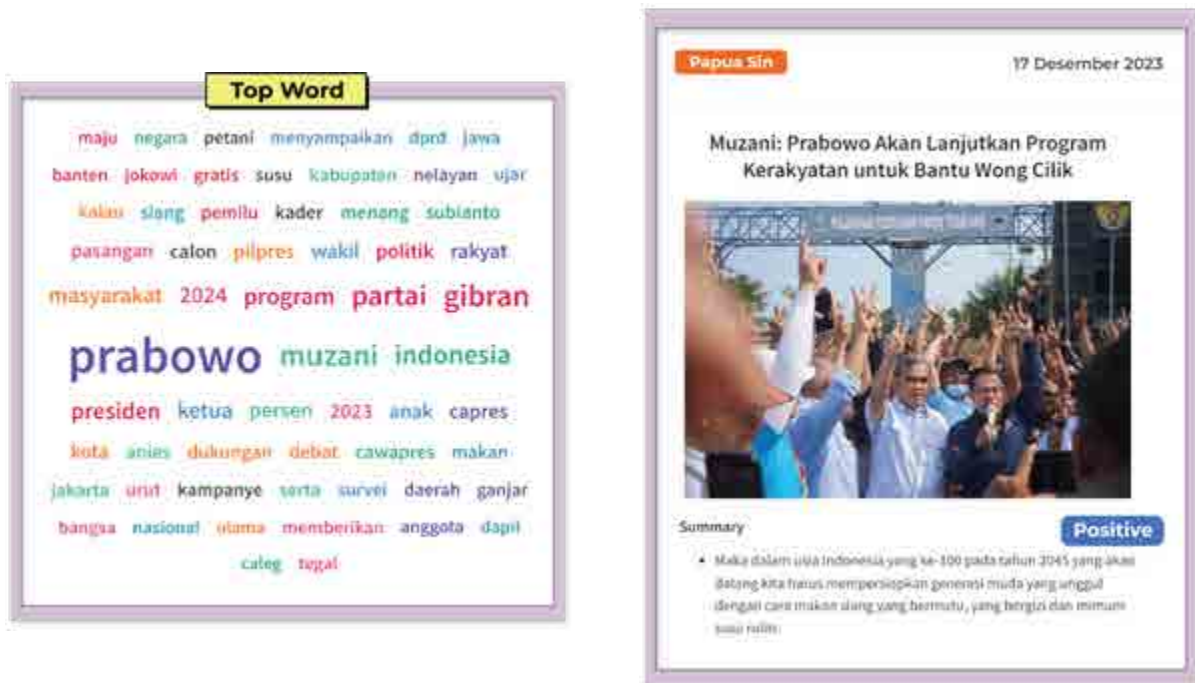 Top Word
maju negara petani menyampaikan dprd jawa
banten jokowi gratis susu kabupaten nelayan ujar
kalau siang pemilu kader menang subianto
pasangan calon pilpres wakil politik rakyat
masyarakat 2024 program partai gibran
prabowo muzani indonesia
presiden ketua persen 2023 anak capres
kota anies dukungan debat cawapres makan
jakarta urut kampanye serta survei daerah ganjar
bangsa nasional ulama memberikan anggota dapil
caleg tegal
Papua Sin
17 Desember 2023
Muzani: Prabowo Akan Lanjutkan Program
Kerakyatan untuk Bantu Wong Cilik
Summary
Positive
• Maka dalam usia Indonesia yang ke-100 pada tahun 2045 yang akan
datang kita harus mempersiapkan generasi muda yang unggul
dengan cara makan siang yang bermutu, yang bergizi dan mimum
susu